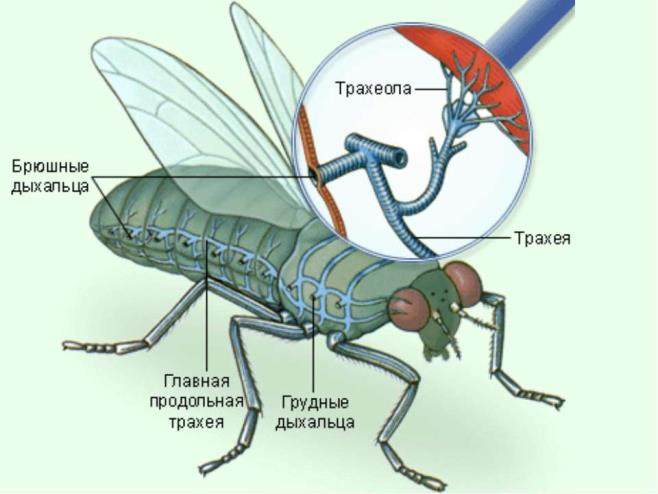 Трахеола
Брюшные
дыхальца
Трахея
Главная
продольная
трахея
Грудные
дыхальца